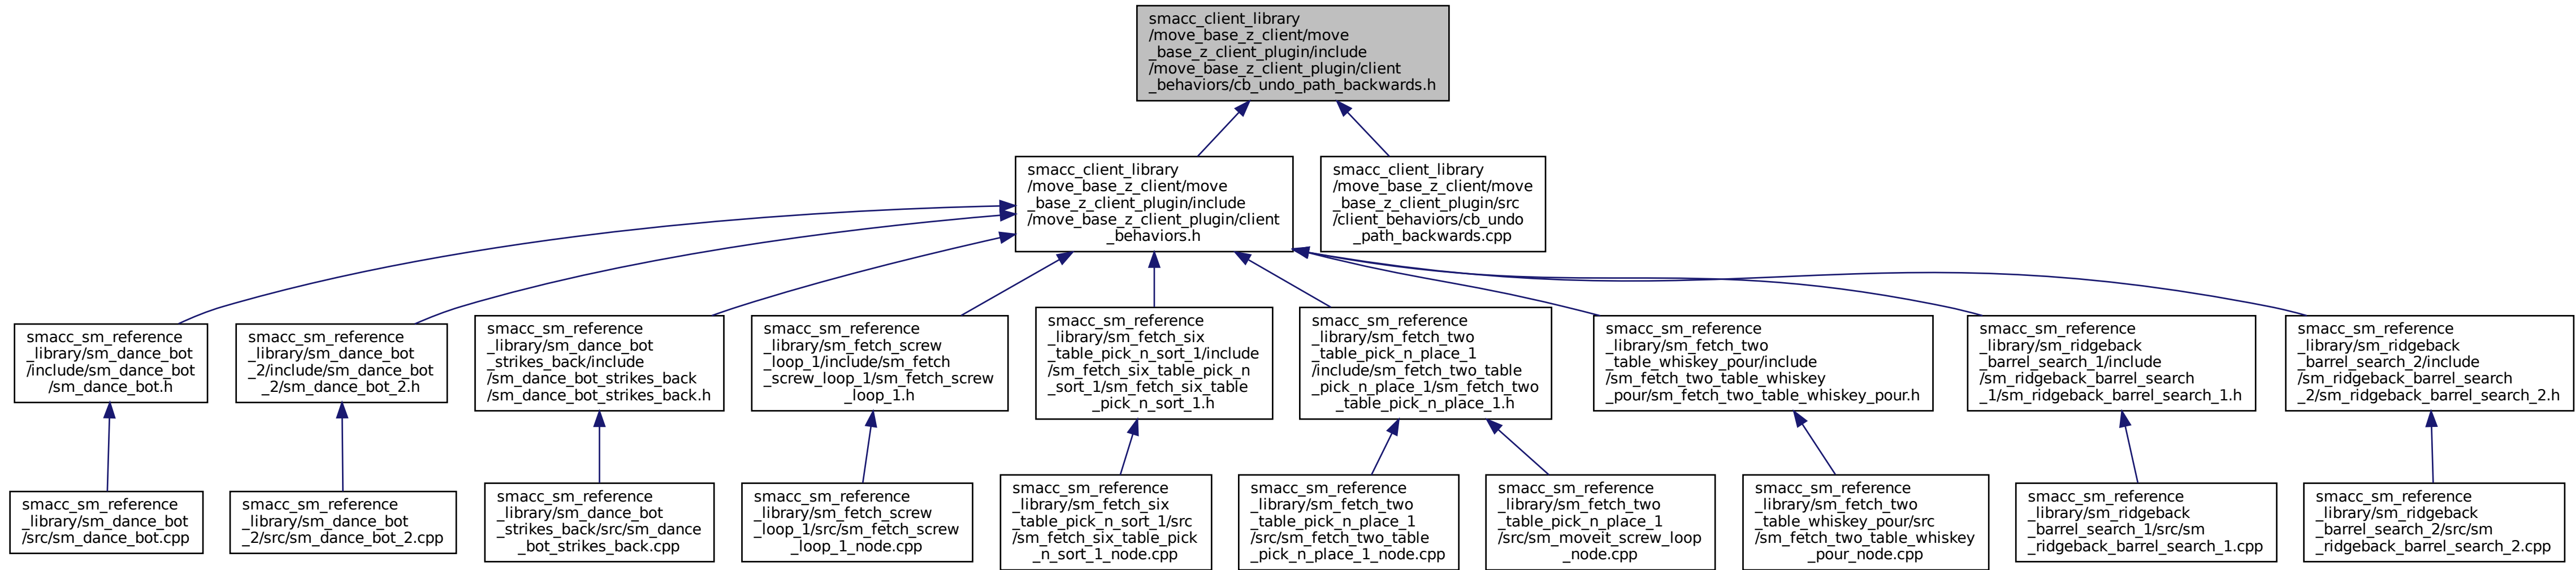 smacc_client_library
/move_base_z_client/move
_base_z_client_plugin/include
/move_base_z_client_plugin/client
_behaviors/cb_undo_path_backwards.h
smacc_client_library
/move_base_z_client/move
_base_z_client_plugin/include
/move_base_z_client_plugin/client
_behaviors.h
smacc_client_library
/move_base_z_client/move
_base_z_client_plugin/src
/client_behaviors/cb_undo
_path_backwards.cpp
smacc_sm_reference
_library/sm_dance_bot
/include/sm_dance_bot
/sm_dance_bot.h
smacc_sm_reference
_library/sm_dance_bot
_2/include/sm_dance_bot
_2/sm_dance_bot_2.h
smacc_sm_reference
_library/sm_dance_bot
_strikes_back/include
/sm_dance_bot_strikes_back
/sm_dance_bot_strikes_back.h
smacc_sm_reference
_library/sm_fetch_screw
_loop_1/include/sm_fetch
_screw_loop_1/sm_fetch_screw
_loop_1.h
smacc_sm_reference
_library/sm_fetch_six
_table_pick_n_sort_1/include
/sm_fetch_six_table_pick_n
_sort_1/sm_fetch_six_table
_pick_n_sort_1.h
smacc_sm_reference
_library/sm_fetch_two
_table_pick_n_place_1
/include/sm_fetch_two_table
_pick_n_place_1/sm_fetch_two
_table_pick_n_place_1.h
smacc_sm_reference
_library/sm_fetch_two
_table_whiskey_pour/include
/sm_fetch_two_table_whiskey
_pour/sm_fetch_two_table_whiskey_pour.h
smacc_sm_reference
_library/sm_ridgeback
_barrel_search_1/include
/sm_ridgeback_barrel_search
_1/sm_ridgeback_barrel_search_1.h
smacc_sm_reference
_library/sm_ridgeback
_barrel_search_2/include
/sm_ridgeback_barrel_search
_2/sm_ridgeback_barrel_search_2.h
smacc_sm_reference
_library/sm_dance_bot
/src/sm_dance_bot.cpp
smacc_sm_reference
_library/sm_dance_bot
_2/src/sm_dance_bot_2.cpp
smacc_sm_reference
_library/sm_dance_bot
_strikes_back/src/sm_dance
_bot_strikes_back.cpp
smacc_sm_reference
_library/sm_fetch_screw
_loop_1/src/sm_fetch_screw
_loop_1_node.cpp
smacc_sm_reference
_library/sm_fetch_six
_table_pick_n_sort_1/src
/sm_fetch_six_table_pick
_n_sort_1_node.cpp
smacc_sm_reference
_library/sm_fetch_two
_table_pick_n_place_1
/src/sm_fetch_two_table
_pick_n_place_1_node.cpp
smacc_sm_reference
_library/sm_fetch_two
_table_pick_n_place_1
/src/sm_moveit_screw_loop
_node.cpp
smacc_sm_reference
_library/sm_fetch_two
_table_whiskey_pour/src
/sm_fetch_two_table_whiskey
_pour_node.cpp
smacc_sm_reference
_library/sm_ridgeback
_barrel_search_1/src/sm
_ridgeback_barrel_search_1.cpp
smacc_sm_reference
_library/sm_ridgeback
_barrel_search_2/src/sm
_ridgeback_barrel_search_2.cpp